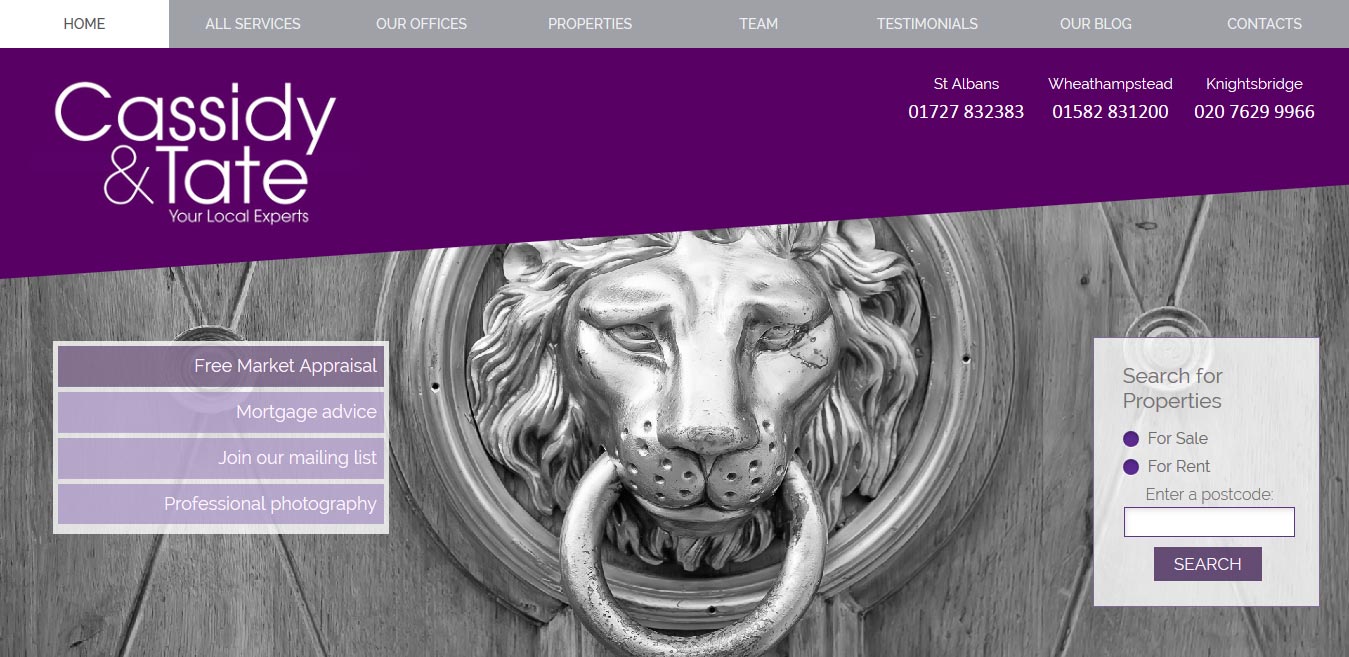 HOME ALL SERVICES OUR OFFICES PROPERTIES TEAM TESTIMONIALS OUR BLOG CONTACTS
Cassidy
&Tate
Your Local Experts
St Albans Wheathampstead Knightsbridge
01727 832383 01582 831200 020 7629 9966
Free Market Appraisal
Mortgage advice
Join our mailing list
Professional photography
Search for
Properties
For Sale
For Rent
Enter a postcode:
SEARCH